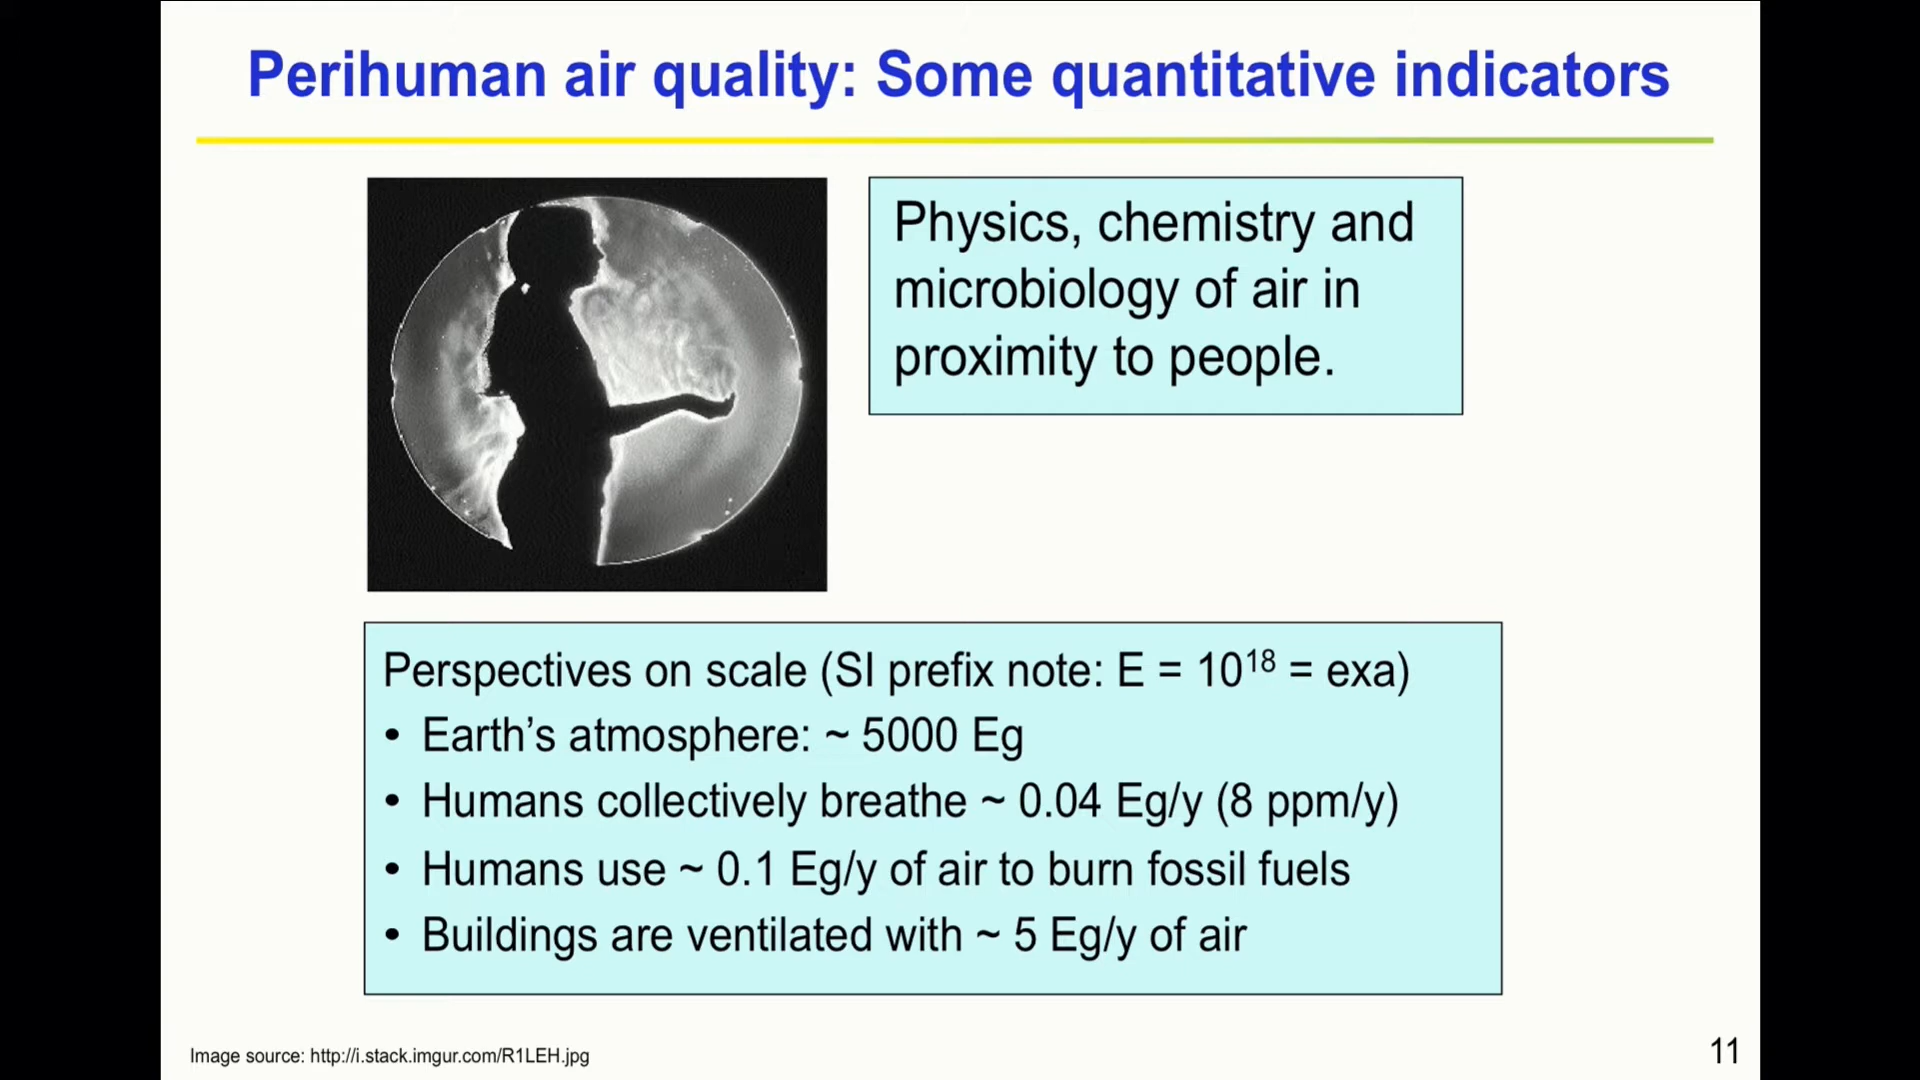 Perihuman air quality: Some quantitative indicators
Physics, chemistry and
microbiology of air in
proximity to people.
Perspectives on scale (SI prefix note: E = 10¹⁸ = exa)
• Earth’s atmosphere: ~ 5000 Eg
• Humans collectively breathe ~ 0.04 Eg/y (8 ppm/y)
• Humans use ~ 0.1 Eg/y of air to burn fossil fuels
• Buildings are ventilated with ~ 5 Eg/y of air
Image source: http://i.stack.imgur.com/R1LEH.jpg
11